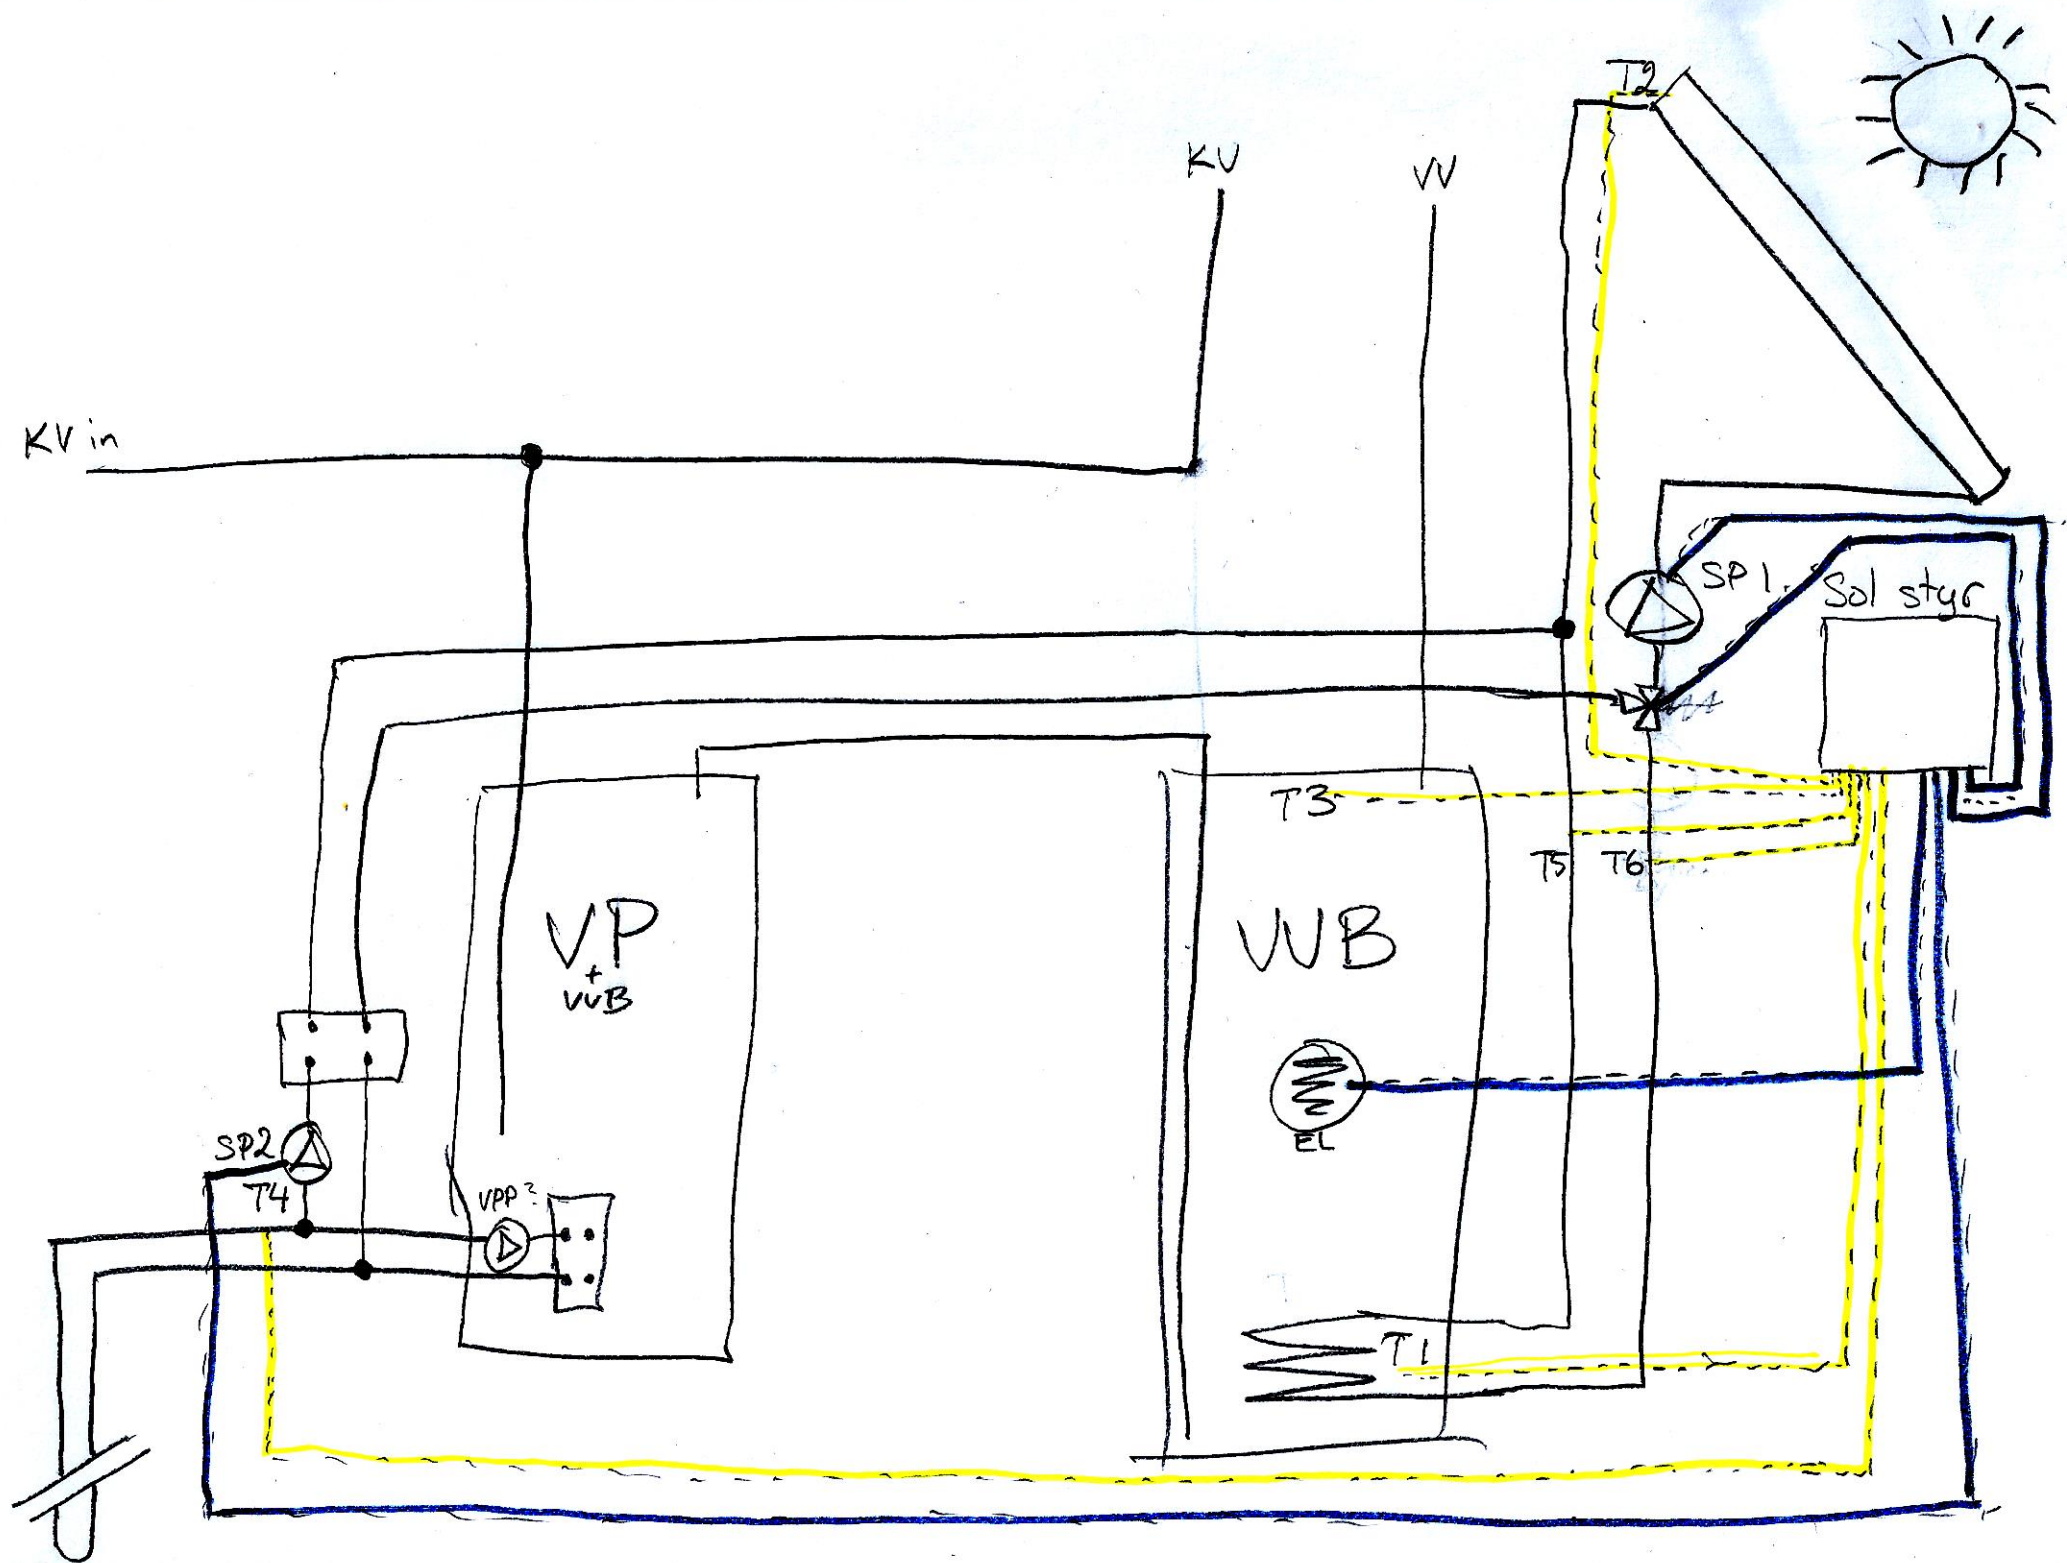 T2
KV
VV
KV in
SP1
Sol styr
T3
T5
T6
VP
+
VVB
VVB
EL
SP2
T4
VPP?
T1